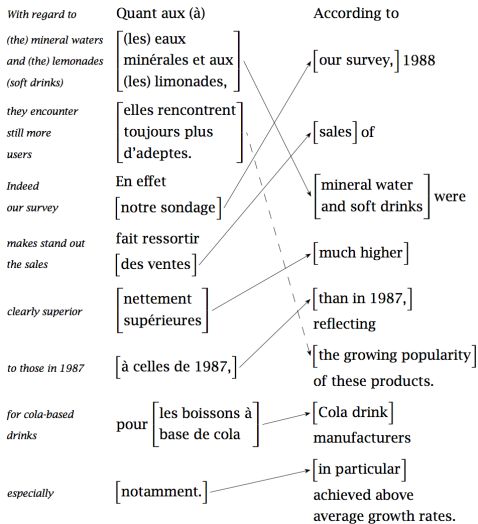 With regard to
(the) mineral waters
and (the) lemonades
(soft drinks)
they encounter
still more
users
Indeed
our survey
makes stand out
the sales
clearly superior
to those in 1987
for cola-based
drinks
especially
Quant aux (à)
[(les) eaux
minérales et aux
(les) limonades,]
[elles rencontrent
toujours plus
d’adeptes.]
En effet
[notre sondage]
fait ressortir
[des ventes]
[nettement
supérieures]
[à celles de 1987,]
pour [les boissons à
base de cola]
[notamment.]
According to
[our survey,] 1988
[sales] of
[mineral water
and soft drinks] were
[much higher]
[than in 1987,]
reflecting
[the growing popularity]
of these products.
[Cola drink]
manufacturers
[in particular]
achieved above
average growth rates.